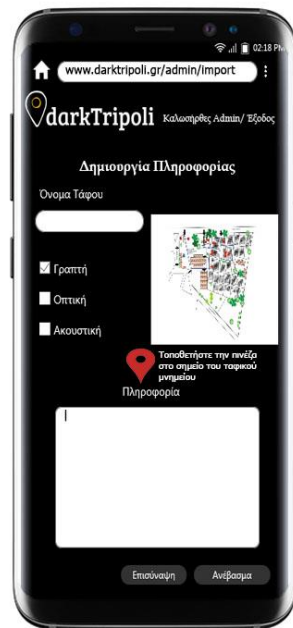 02:18 PM
www.darktripoli.gr/admin/import
darkTripoli Καλωσήρθες Admin/ Έξοδος
Δημιουργία Πληροφορίας
Όνομα Τάφου
Γραπτή
Οπτική
Ακουστική
Τοποθετήστε την πινέζα
στο σημείο του ταφικού
μνημείου
Πληροφορία
Επισύναψη Ανέβασμα